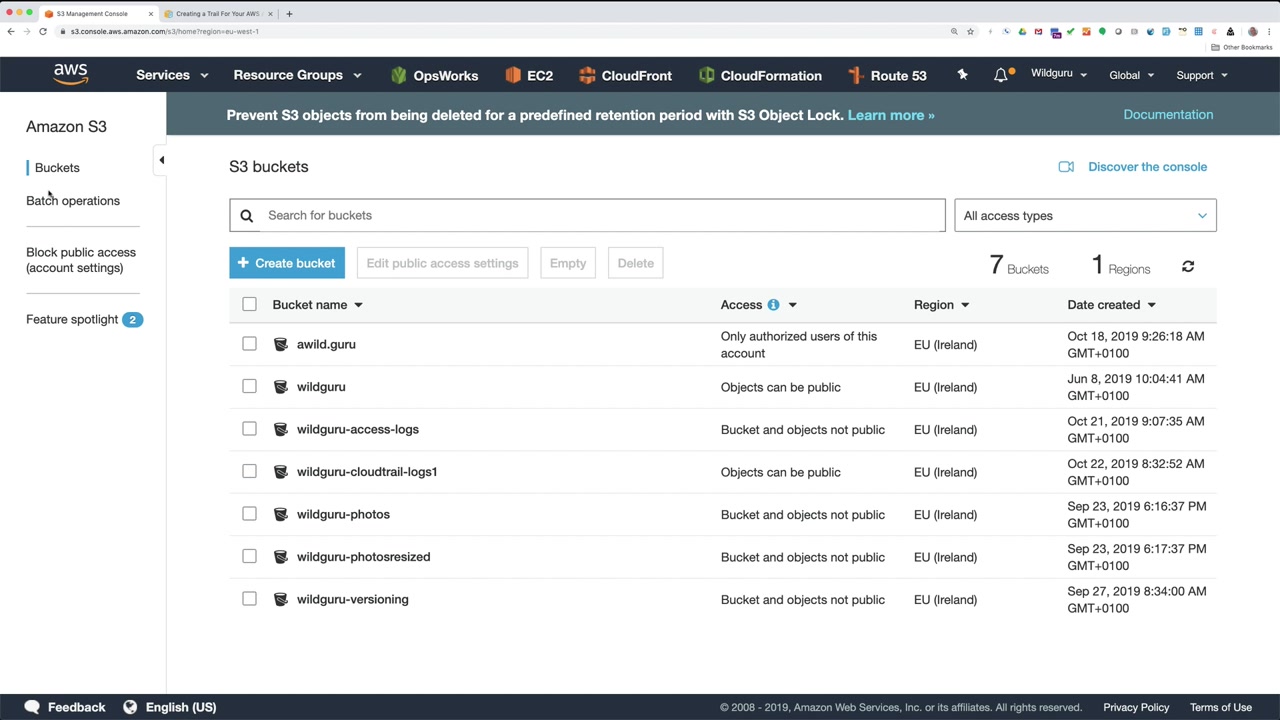 S3 Management Console
Creating a Trail For Your AWS
s3.console.aws.amazon.com/s3/home?region=eu-west-1
Other Bookmarks
aws
Services
Resource Groups
OpsWorks
EC2
CloudFront
CloudFormation
Route 53
Wildguru
Global
Support
Amazon S3
Buckets
Batch operations
Block public access
(account settings)
Feature spotlight 2
Prevent S3 objects from being deleted for a predefined retention period with S3 Object Lock. Learn more »
Documentation
S3 buckets
Discover the console
Search for buckets
All access types
+ Create bucket
Edit public access settings
Empty
Delete
7 Buckets
1 Regions
Bucket name
Access
Region
Date created
awild.guru
Only authorized users of this
account
EU (Ireland)
Oct 18, 2019 9:26:18 AM
GMT+0100
wildguru
Objects can be public
EU (Ireland)
Jun 8, 2019 10:04:41 AM
GMT+0100
wildguru-access-logs
Bucket and objects not public
EU (Ireland)
Oct 21, 2019 9:07:35 AM
GMT+0100
wildguru-cloudtrail-logs1
Objects can be public
EU (Ireland)
Oct 22, 2019 8:32:52 AM
GMT+0100
wildguru-photos
Bucket and objects not public
EU (Ireland)
Sep 23, 2019 6:16:37 PM
GMT+0100
wildguru-photosresized
Bucket and objects not public
EU (Ireland)
Sep 23, 2019 6:17:37 PM
GMT+0100
wildguru-versioning
Bucket and objects not public
EU (Ireland)
Sep 27, 2019 8:34:00 AM
GMT+0100
Feedback
English (US)
© 2008 - 2019, Amazon Web Services, Inc. or its affiliates. All rights reserved.
Privacy Policy
Terms of Use